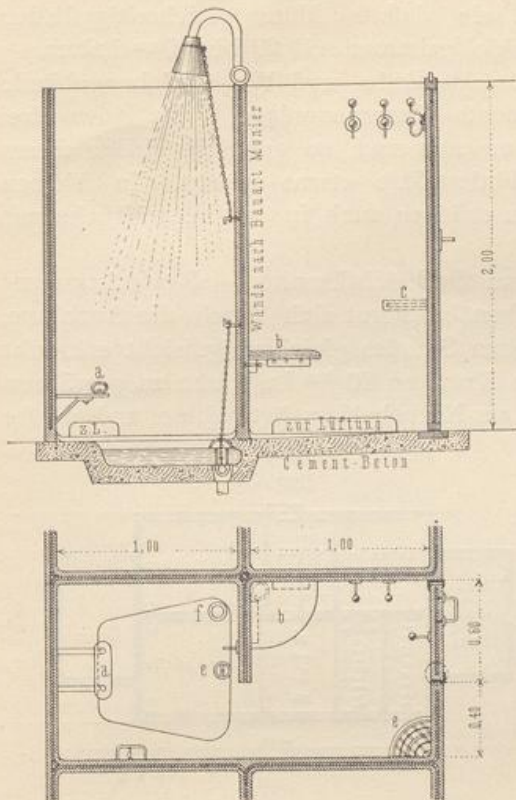 Wände nach Bauart Monier
2,00
c
b
a
z.L.
zur Lüftung
Cement-Beton
1,00
1,00
f
b
0,60
a
e
0,40